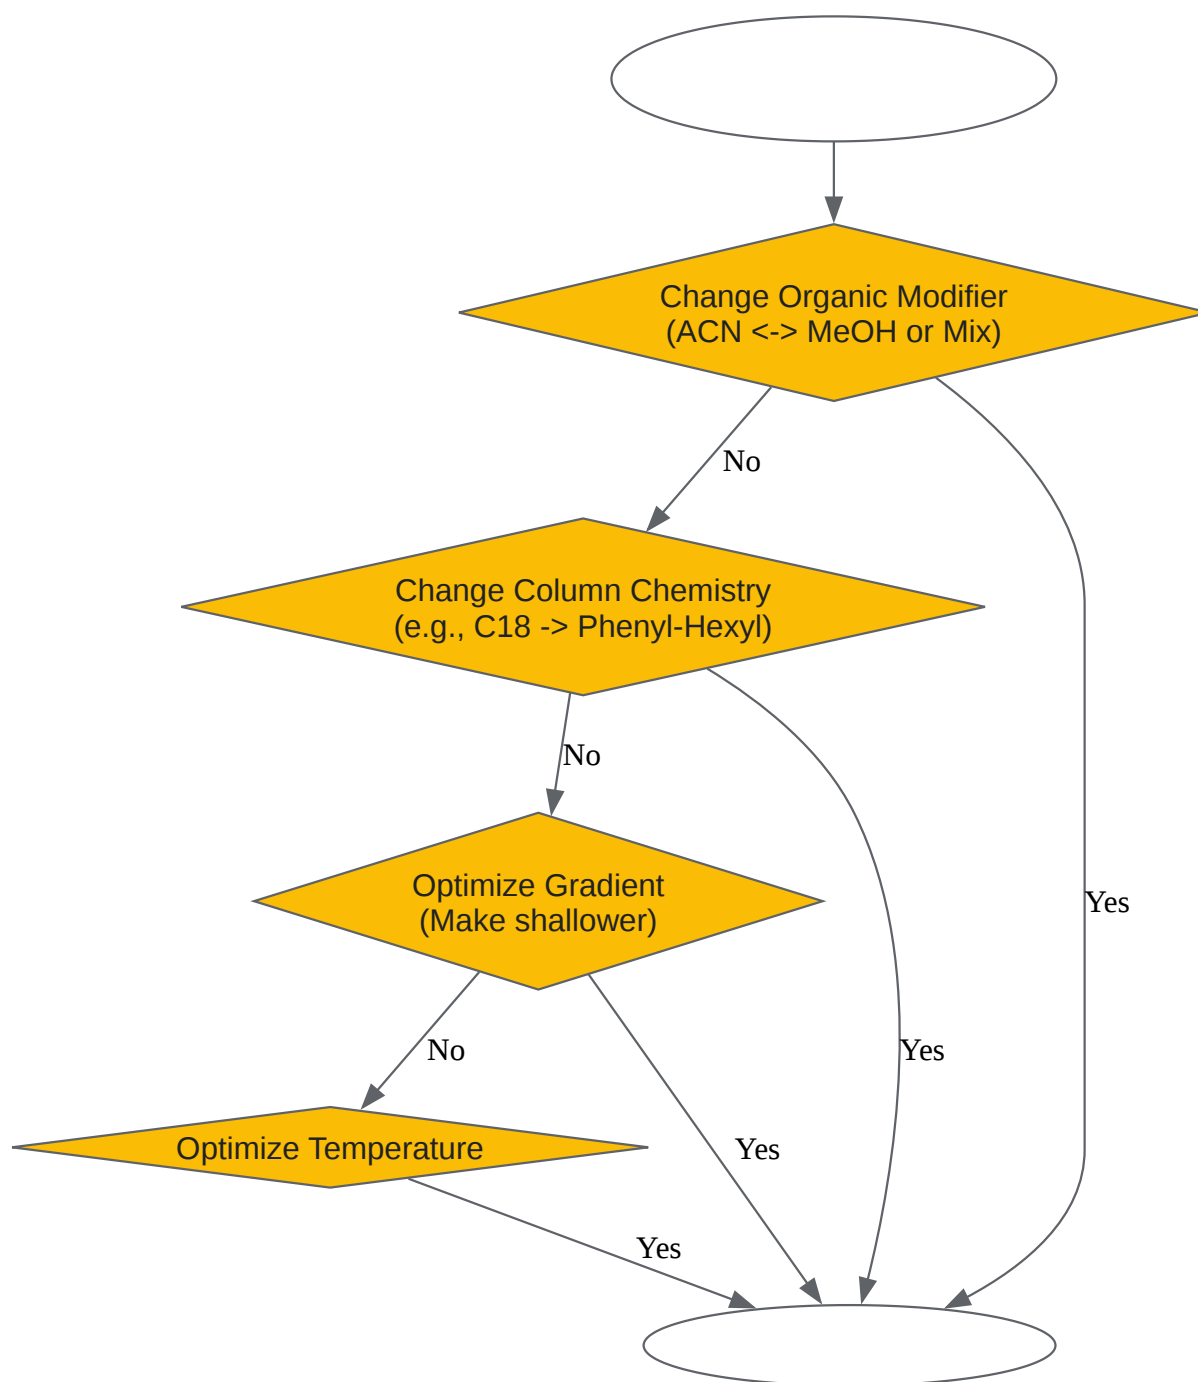 Change Organic Modifier
(ACN <-> MeOH or Mix)
No
Change Column Chemistry
(e.g., C18 -> Phenyl-Hexyl)
No
Optimize Gradient
(Make shallower)
Yes
No
Yes
Optimize Temperature
Yes
Yes